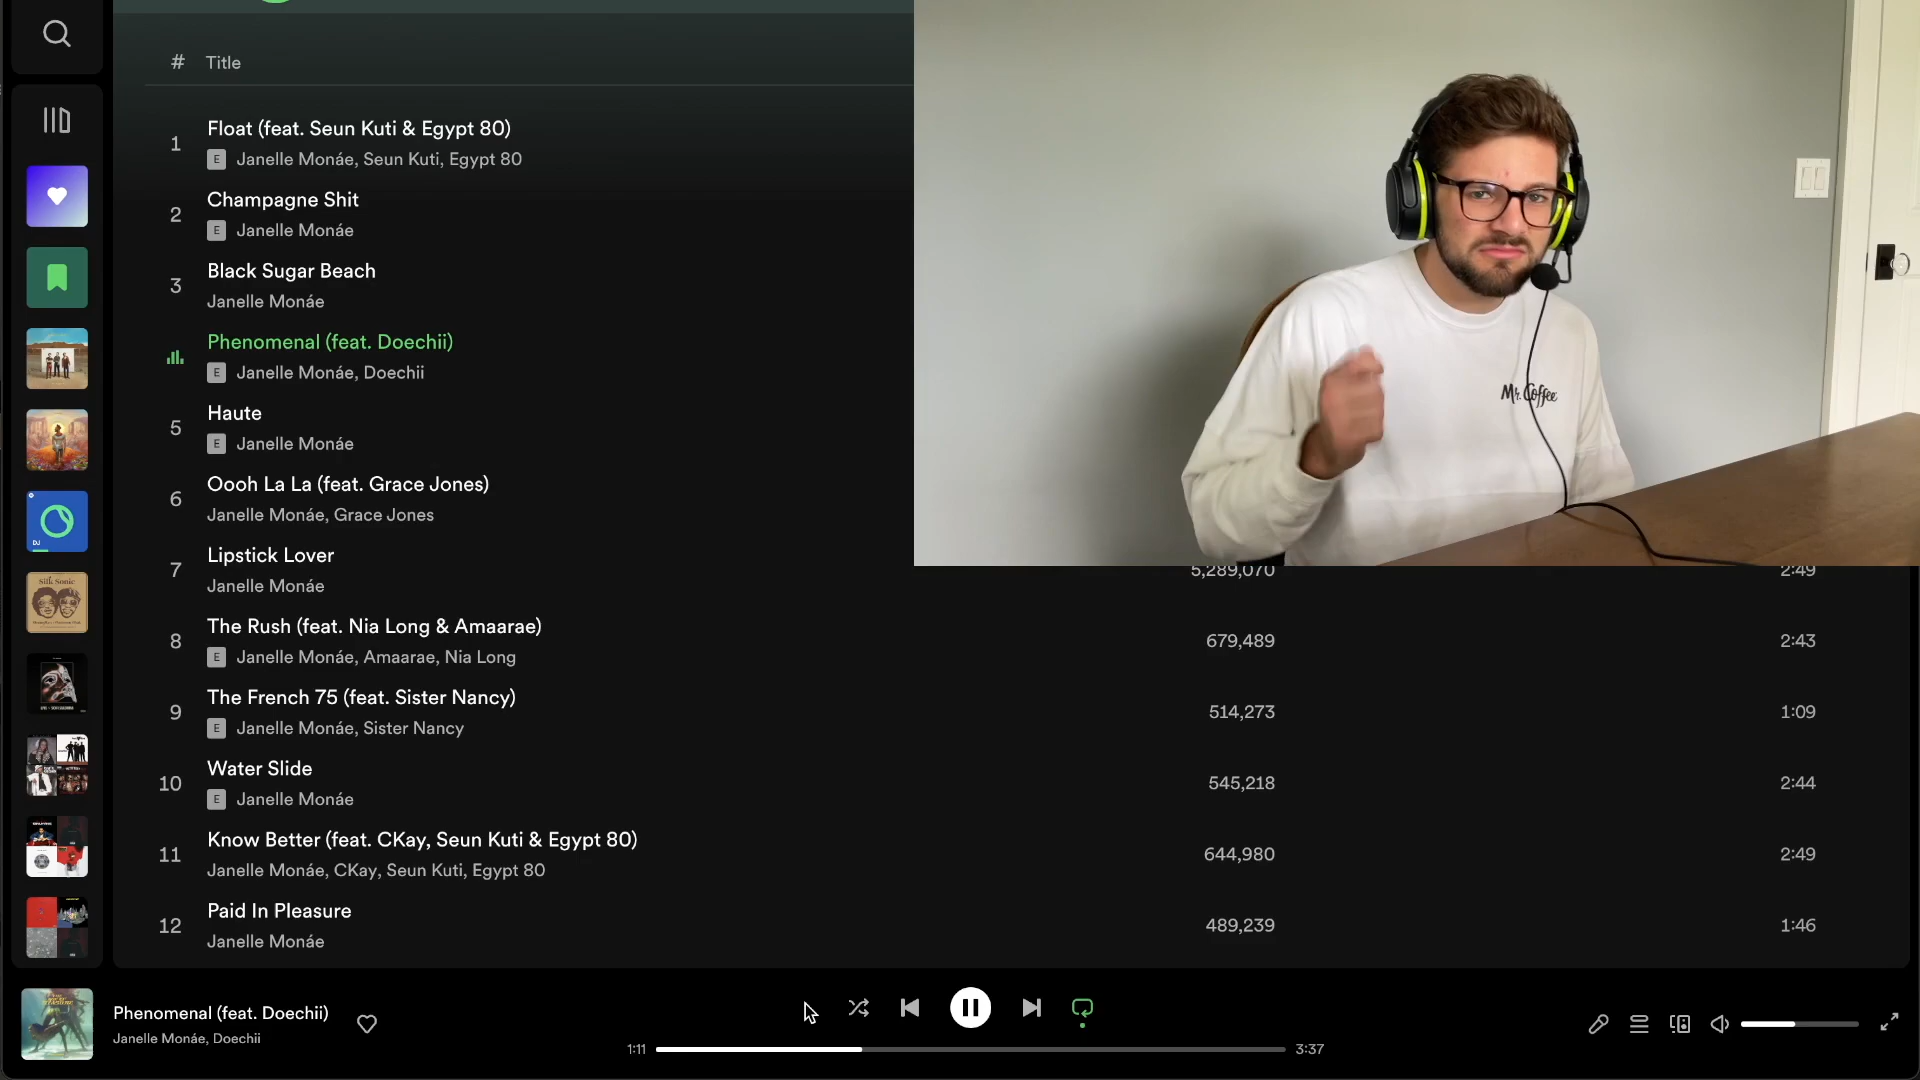 # Title
1
Float (feat. Seun Kuti & Egypt 80)
E Janelle Monáe, Seun Kuti, Egypt 80
2
Champagne Shit
E Janelle Monáe
3
Black Sugar Beach
Janelle Monáe
Phenomenal (feat. Doechii)
E Janelle Monáe, Doechii
5
Haute
E Janelle Monáe
6
Oooh La La (feat. Grace Jones)
Janelle Monáe, Grace Jones
7
Lipstick Lover
Janelle Monáe
5,289,070
2:49
8
The Rush (feat. Nia Long & Amaarae)
E Janelle Monáe, Amaarae, Nia Long
679,489
2:43
9
The French 75 (feat. Sister Nancy)
E Janelle Monáe, Sister Nancy
514,273
1:09
10
Water Slide
E Janelle Monáe
545,218
2:44
11
Know Better (feat. CKay, Seun Kuti & Egypt 80)
Janelle Monáe, CKay, Seun Kuti, Egypt 80
644,980
2:49
12
Paid In Pleasure
Janelle Monáe
489,239
1:46
Mr. Coffee
DJ
Silk Sonic
Phenomenal (feat. Doechii)
Janelle Monáe, Doechii
1:11
3:37